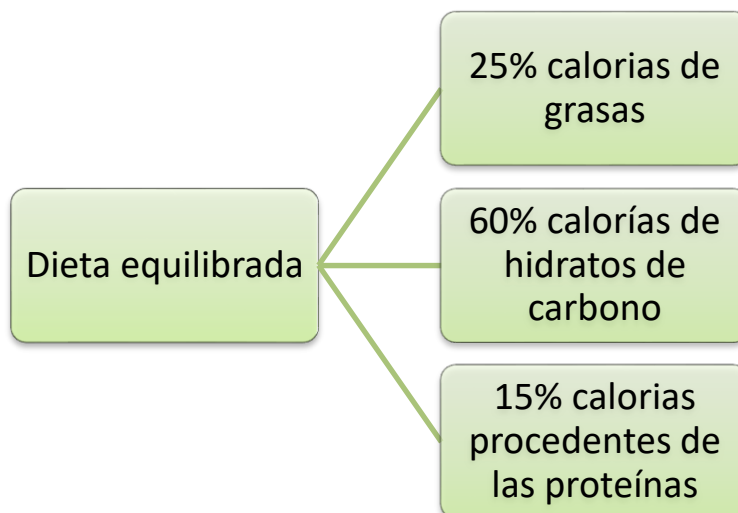 25% calorias de
grasas
Dieta equilibrada
60% calorías de
hidratos de
carbono
15% calorias
procedentes de
las proteínas